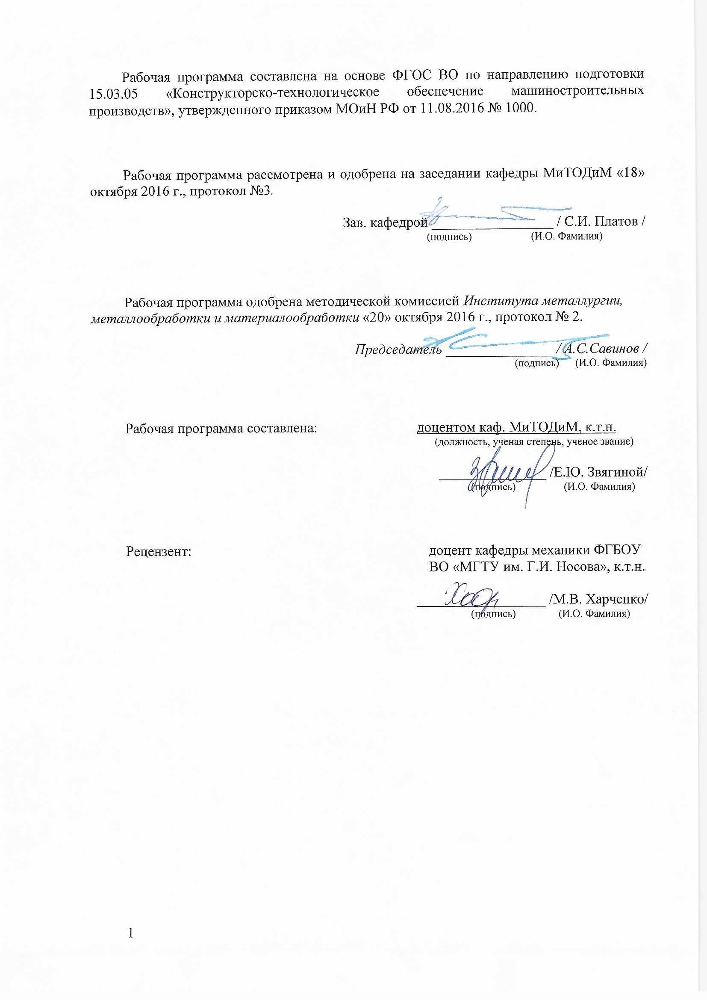 Рабочая программа составлена на основе ФГОС ВО по направлению подготовки
15.03.05 «Конструкторско-технологическое обеспечение машиностроительных
производств», утвержденного приказом МОиН РФ от 11.08.2016 № 1000.
Рабочая программа рассмотрена и одобрена на заседании кафедры МиТОДиМ «18»
октября 2016 г., протокол №3.
Зав. кафедрой ____________________ / С.И. Платов /
(подпись) (И.О. Фамилия)
Рабочая программа одобрена методической комиссией Института металлургии,
металлообработки и материалообработки «20» октября 2016 г., протокол № 2.
Председатель __________________ / А.С.Савинов /
(подпись) (И.О. Фамилия)
Рабочая программа составлена: доцентом каф. МиТОДиМ, к.т.н.
(должность, ученая степень, ученое звание)
__________________ /Е.Ю. Звягиной/
(подпись) (И.О. Фамилия)
Рецензент: доцент кафедры механики ФГБОУ
ВО «МГТУ им. Г.И. Носова», к.т.н.
_____________________ /М.В. Харченко/
(подпись) (И.О. Фамилия)
1